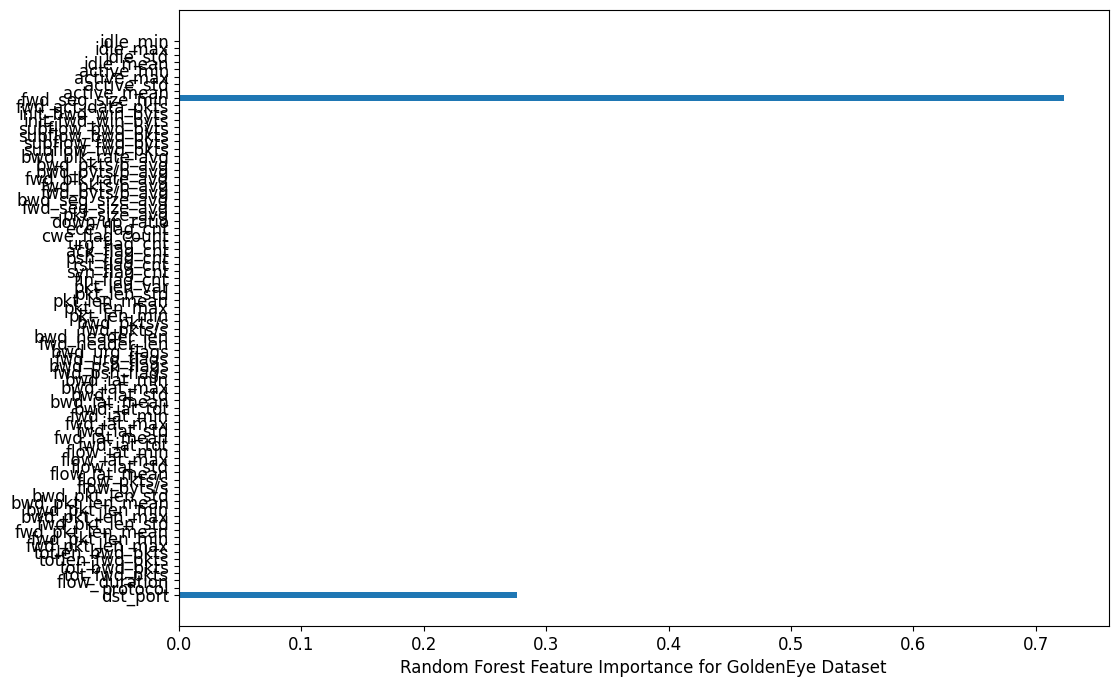 idle_min
idle_max
idle_std
idle_mean
active_min
active_max
active_std
active_mean
fwd_seg_size_min
fwd_act_data_pkts
init_bwd_win_byts
init_fwd_win_byts
subflow_bwd_byts
subflow_bwd_pkts
subflow_fwd_byts
subflow_fwd_pkts
bwd_blk_rate_avg
bwd_pkts/b_avg
bwd_byts/b_avg
fwd_blk_rate_avg
fwd_pkts/b_avg
fwd_byts/b_avg
bwd_seg_size_avg
fwd_seg_size_avg
pkt_size_avg
down/up_ratio
ece_flag_cnt
cwe_flag_count
urg_flag_cnt
ack_flag_cnt
psh_flag_cnt
rst_flag_cnt
syn_flag_cnt
fin_flag_cnt
pkt_len_var
pkt_len_std
pkt_len_mean
pkt_len_max
pkt_len_min
bwd_pkts/s
fwd_pkts/s
bwd_header_len
fwd_header_len
bwd_urg_flags
fwd_urg_flags
bwd_psh_flags
fwd_psh_flags
bwd_iat_min
bwd_iat_max
bwd_iat_std
bwd_iat_mean
bwd_iat_tot
fwd_iat_min
fwd_iat_max
fwd_iat_std
fwd_iat_mean
fwd_iat_tot
flow_iat_min
flow_iat_max
flow_iat_std
flow_iat_mean
flow_pkts/s
flow_byts/s
bwd_pkt_len_std
bwd_pkt_len_mean
bwd_pkt_len_min
bwd_pkt_len_max
fwd_pkt_len_std
fwd_pkt_len_mean
fwd_pkt_len_min
fwd_pkt_len_max
totlen_bwd_pkts
totlen_fwd_pkts
tot_bwd_pkts
tot_fwd_pkts
flow_duration
protocol
dst_port
0.0 0.1 0.2 0.3 0.4 0.5 0.6 0.7
Random Forest Feature Importance for GoldenEye Dataset